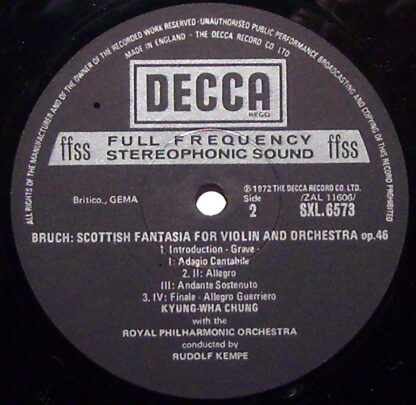 ALL RIGHTS OF THE MANUFACTURER AND OF THE OWNER OF THE RECORDED WORK RESERVED · UNAUTHORISED PUBLIC PERFORMANCE BROADCASTING AND COPYING OF THIS RECORD PROHIBITED
MADE IN ENGLAND · THE DECCA RECORD CO LTD
DECCA
REGD
ffss FULL FREQUENCY ffss
STEREOPHONIC SOUND
℗ 1972 THE DECCA RECORD CO. LTD.
Britico., GEMA
Side /ZAL 11606/
2 SXL.6573
BRUCH: SCOTTISH FANTASIA FOR VIOLIN AND ORCHESTRA op.46
1. Introduction - Grave -
I: Adagio Cantabile
2. II: Allegro
III: Andante Sostenuto
3. IV: Finale - Allegro Guerriero
KYUNG-WHA CHUNG
with the
ROYAL PHILHARMONIC ORCHESTRA
conducted by
RUDOLF KEMPE